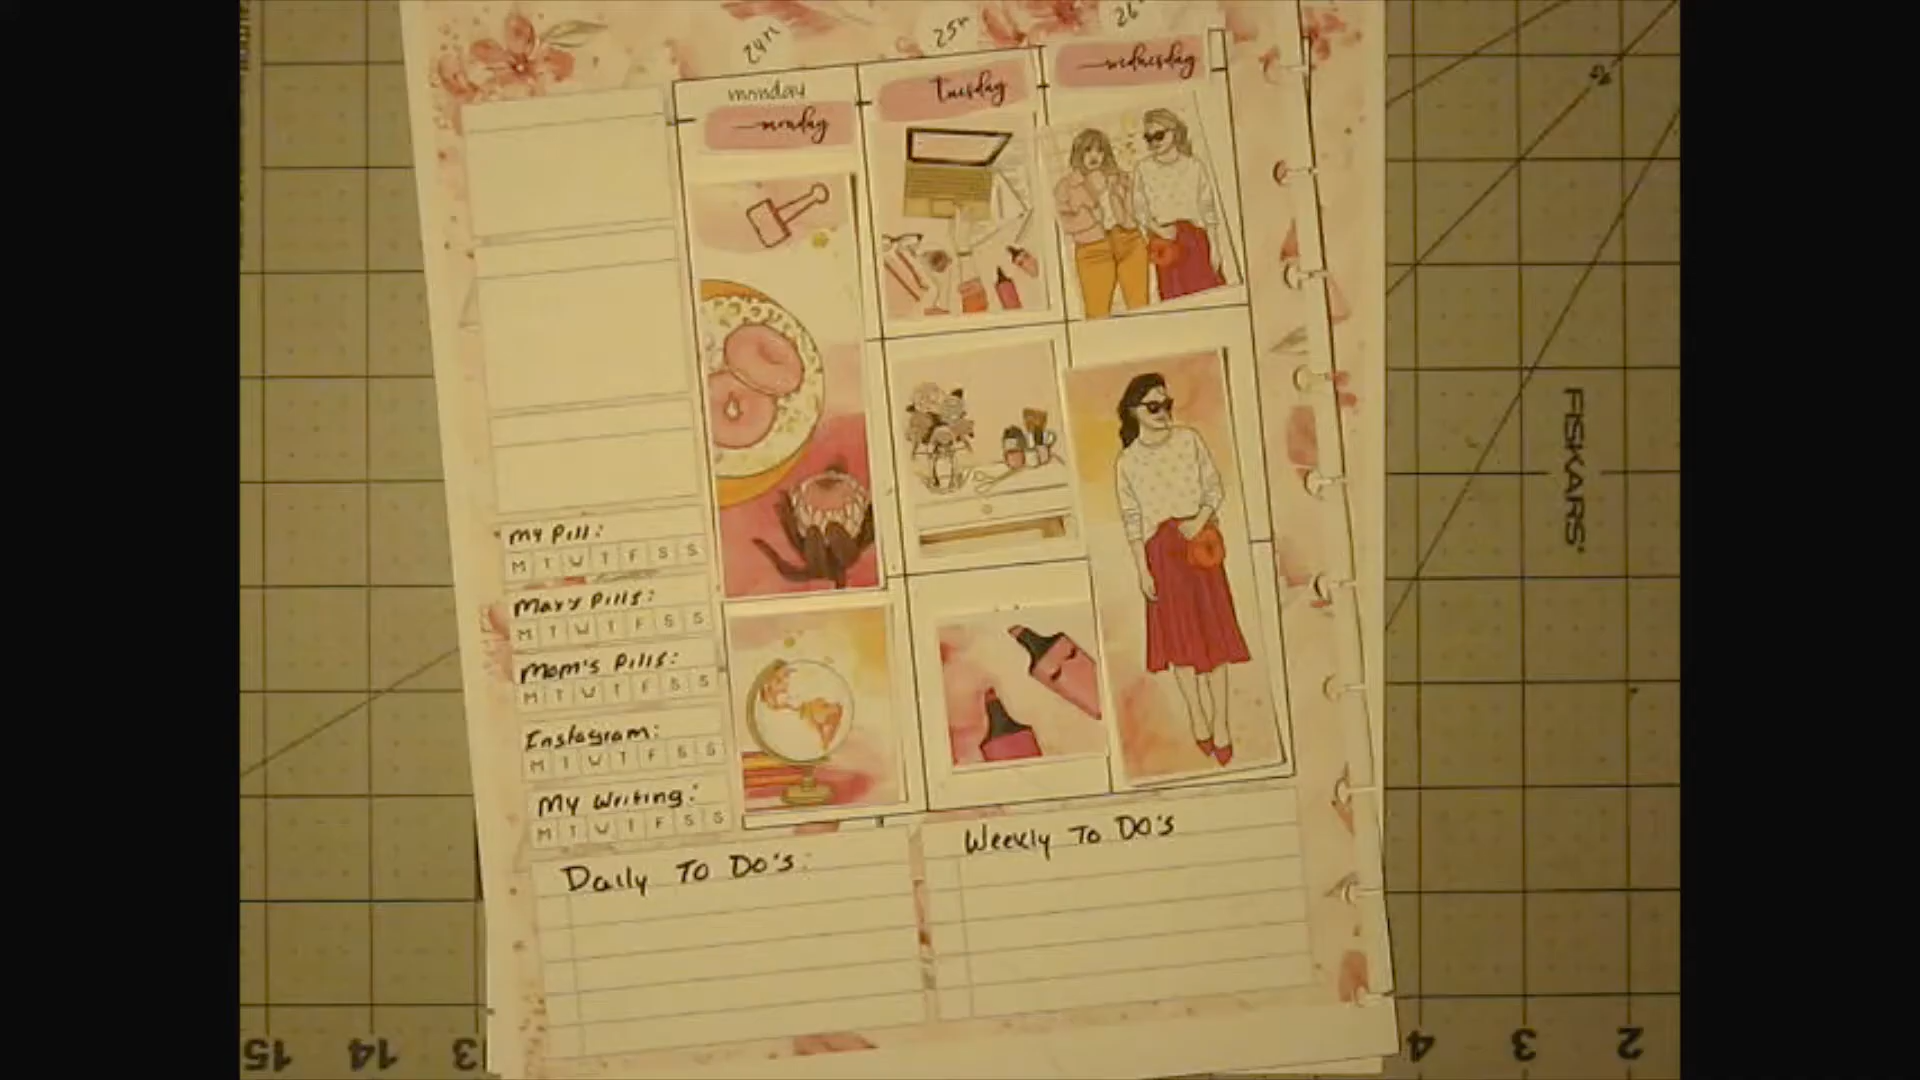 24th
25th
26
monday
monday
tuesday
wednesday
My Pill:
M T W T F S S
Mary Pills:
M T W T F S S
Mom's Pills:
M T W T F S S
Instagram:
M T W T F S S
My Writing:
M T W T F S S
Daily To Do's:
Weekly To Do's
FISKARS
15 14 13 4 3 2